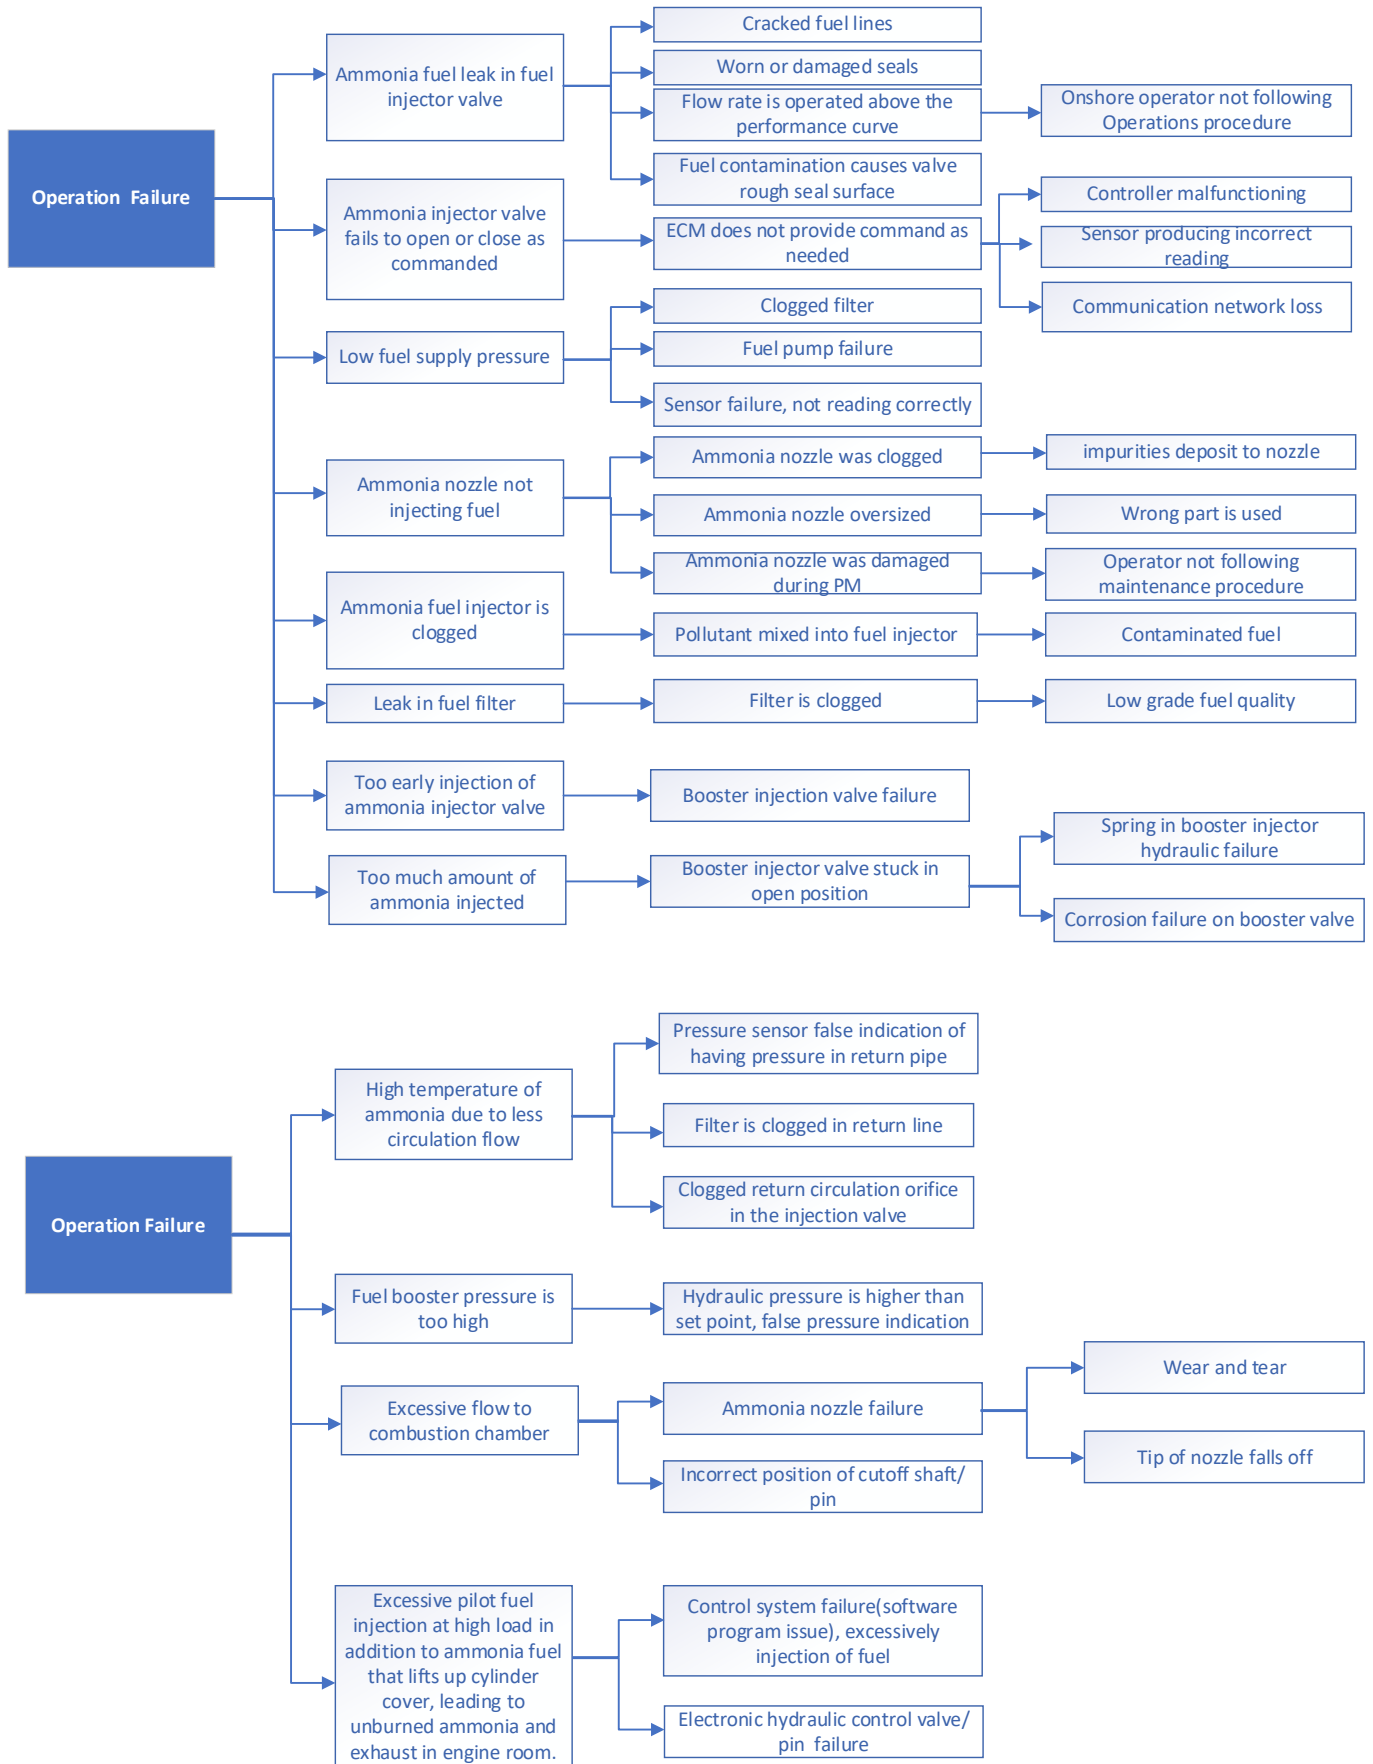 Operation  Failure
Ammonia fuel leak in fuel
injector valve
Cracked fuel lines
Worn or damaged seals
Flow rate is operated above the
performance curve
Onshore operator not following
Operations procedure
Fuel contamination causes valve
rough seal surface
Ammonia injector valve
fails to open or close as
commanded
ECM does not provide command as
needed
Controller malfunctioning
Sensor producing incorrect
reading
Communication network loss
Low fuel supply pressure
Clogged filter
Fuel pump failure
Sensor failure, not reading correctly
Ammonia nozzle not
injecting fuel
Ammonia nozzle was clogged
impurities deposit to nozzle
Ammonia nozzle oversized
Wrong part is used
Ammonia nozzle was damaged
during PM
Operator not following
maintenance procedure
Ammonia fuel injector is
clogged
Pollutant mixed into fuel injector
Contaminated fuel
Leak in fuel filter
Filter is clogged
Low grade fuel quality
Too early injection of
ammonia injector valve
Booster injection valve failure
Too much amount of
ammonia injected
Booster injector valve stuck in
open position
Spring in booster injector
hydraulic failure
Corrosion failure on booster valve
Operation Failure
High temperature of
ammonia due to less
circulation flow
Pressure sensor false indication of
having pressure in return pipe
Filter is clogged in return line
Clogged return circulation orifice
in the injection valve
Fuel booster pressure is
too high
Hydraulic pressure is higher than
set point, false pressure indication
Excessive flow to
combustion chamber
Ammonia nozzle failure
Wear and tear
Tip of nozzle falls off
Incorrect position of cutoff shaft/
pin
Excessive pilot fuel
injection at high load in
addition to ammonia fuel
that lifts up cylinder
cover, leading to
unburned ammonia and
exhaust in engine room.
Control system failure(software
program issue), excessively
injection of fuel
Electronic hydraulic control valve/
pin  failure